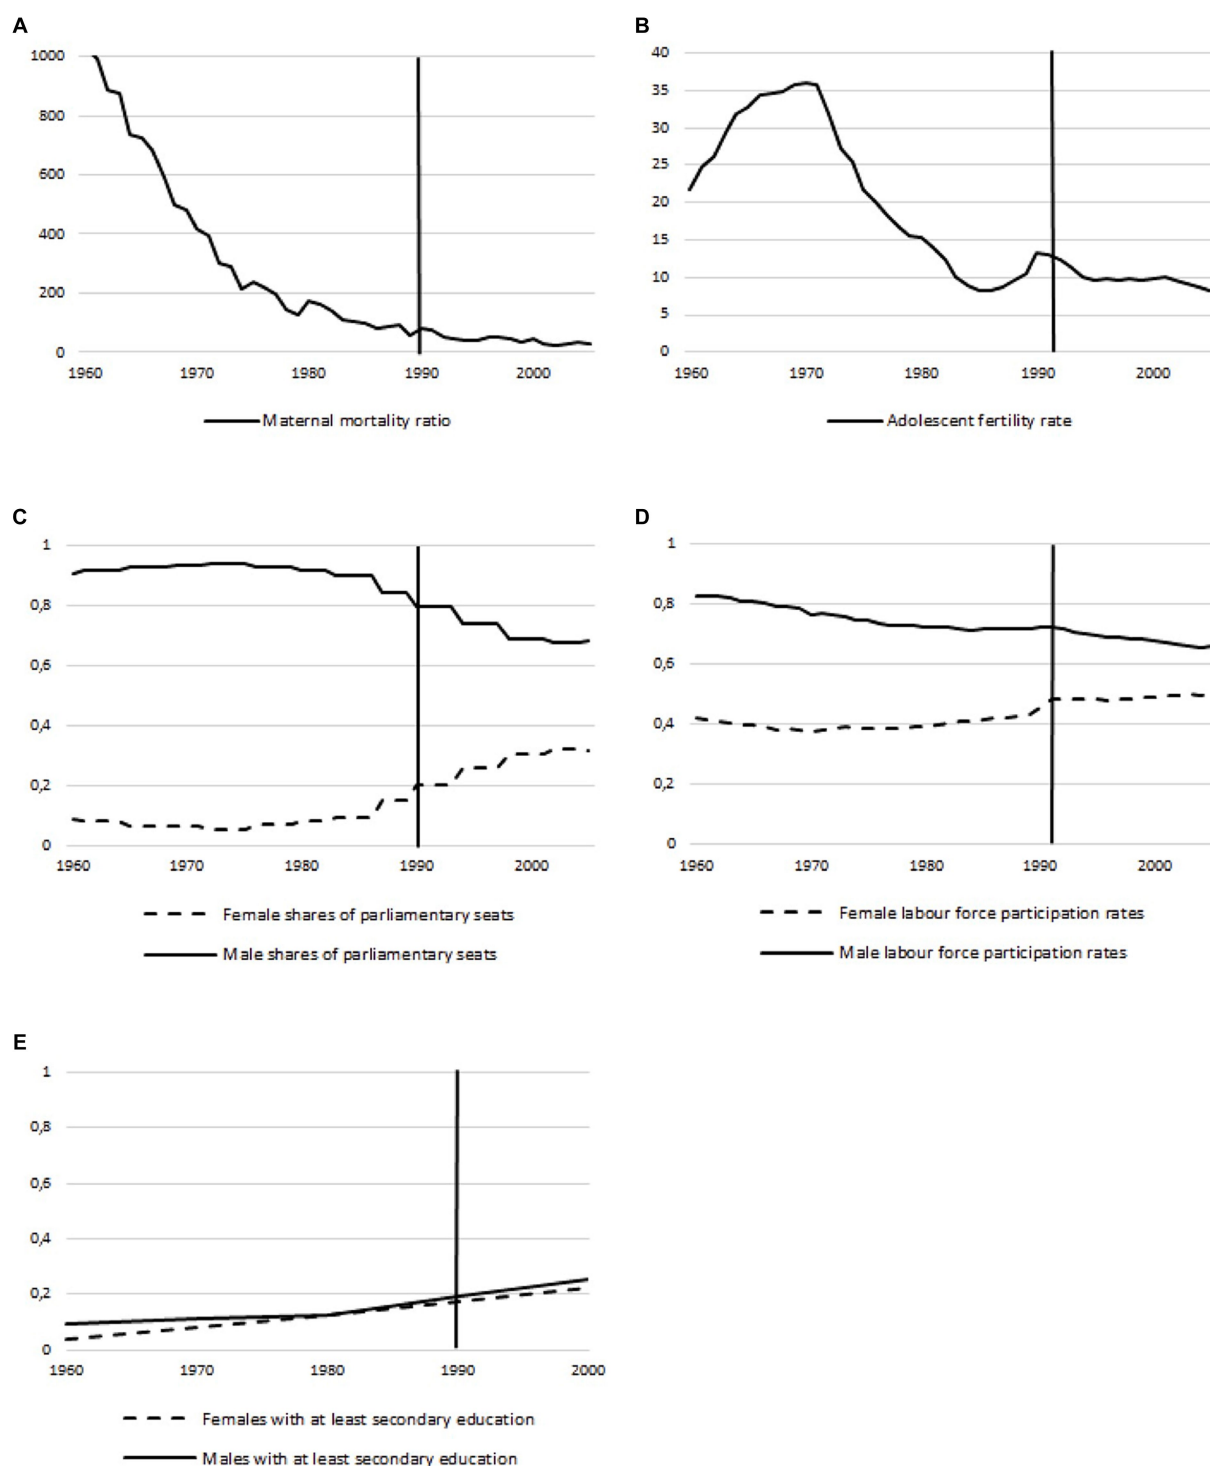 A
1000
800
600
400
200
0
1960 1970 1980 1990 2000
Maternal mortality ratio
B
40
35
30
25
20
15
10
5
0
1960 1970 1980 1990 2000
Adolescent fertility rate
C
1
0,8
0,6
0,4
0,2
0
1960 1970 1980 1990 2000
Female shares of parliamentary seats
Male shares of parliamentary seats
D
1
0,8
0,6
0,4
0,2
0
1960 1970 1980 1990 2000
Female labour force participation rates
Male labour force participation rates
E
1
0,8
0,6
0,4
0,2
0
1960 1970 1980 1990 2000
Females with at least secondary education
Males with at least secondary education